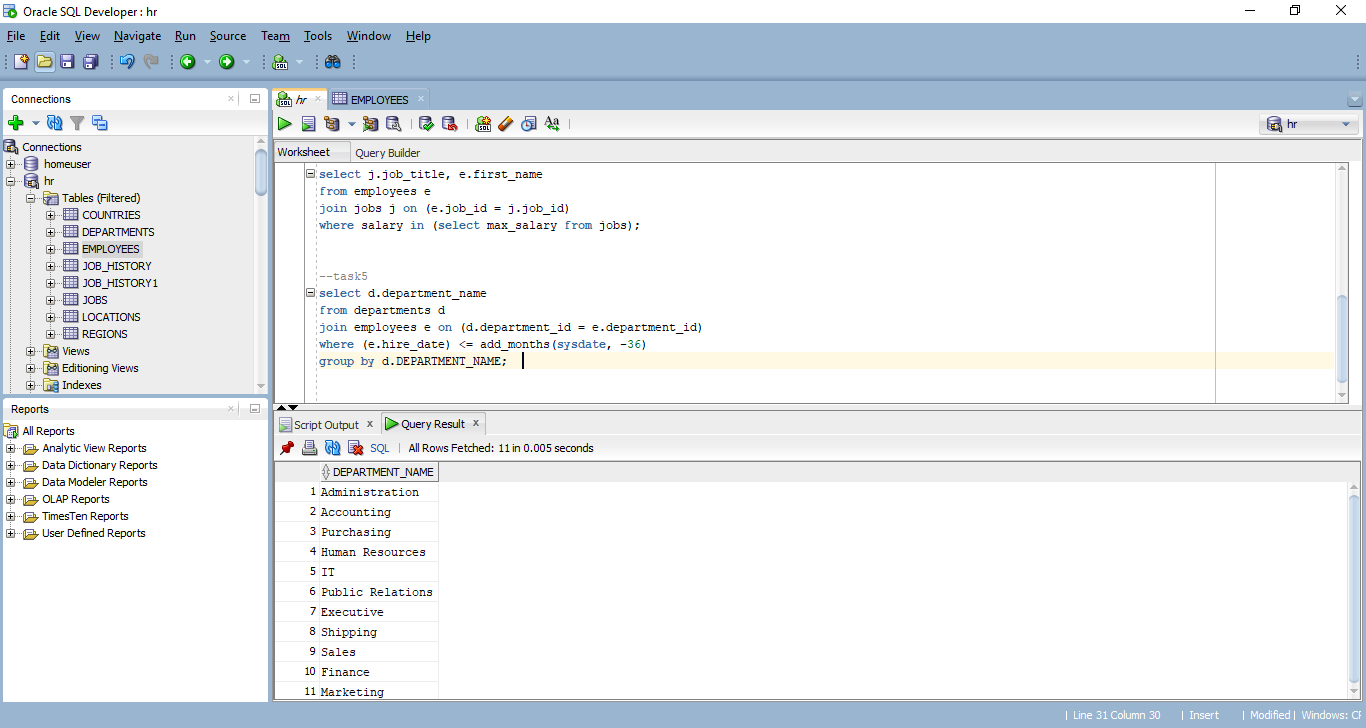 Oracle SQL Developer : hr
File Edit View Navigate Run Source Team Tools Window Help
Connections
Connections
homeuser
hr
Tables (Filtered)
COUNTRIES
DEPARTMENTS
EMPLOYEES
JOB_HISTORY
JOB_HISTORY1
JOBS
LOCATIONS
REGIONS
Views
Editioning Views
Indexes
Reports
All Reports
Analytic View Reports
Data Dictionary Reports
Data Modeler Reports
OLAP Reports
TimesTen Reports
User Defined Reports
hr EMPLOYEES
hr
Worksheet Query Builder
select j.job_title, e.first_name
from employees e
join jobs j on (e.job_id = j.job_id)
where salary in (select max_salary from jobs);
--task5
select d.department_name
from departments d
join employees e on (d.department_id = e.department_id)
where (e.hire_date) <= add_months(sysdate, -36)
group by d.DEPARTMENT_NAME;
Script Output Query Result
SQL | All Rows Fetched: 11 in 0.005 seconds
DEPARTMENT_NAME
1 Administration
2 Accounting
3 Purchasing
4 Human Resources
5 IT
6 Public Relations
7 Executive
8 Shipping
9 Sales
10 Finance
11 Marketing
| Line 31 Column 30 | Insert | Modified | Windows: CF